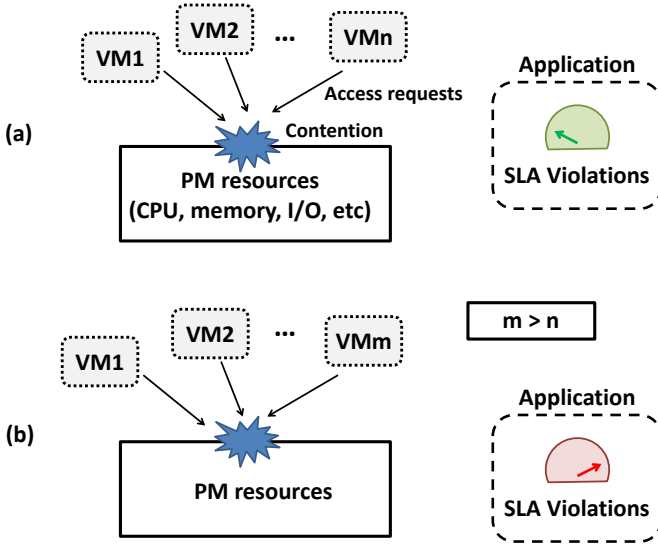 VM1
VM2
...
VMn
Access requests
Application
(a)
Contention
PM resources
(CPU, memory, I/O, etc)
SLA Violations
VM1
VM2
...
VMm
m > n
Application
(b)
PM resources
SLA Violations